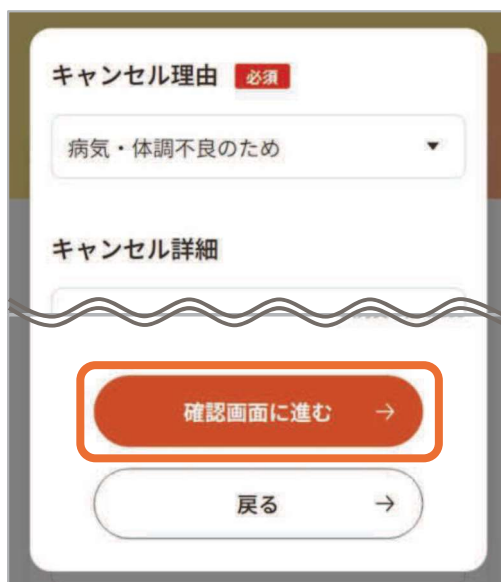 キャンセル理由 必須
病気・体調不良のため
キャンセル詳細
確認画面に進む
戻る